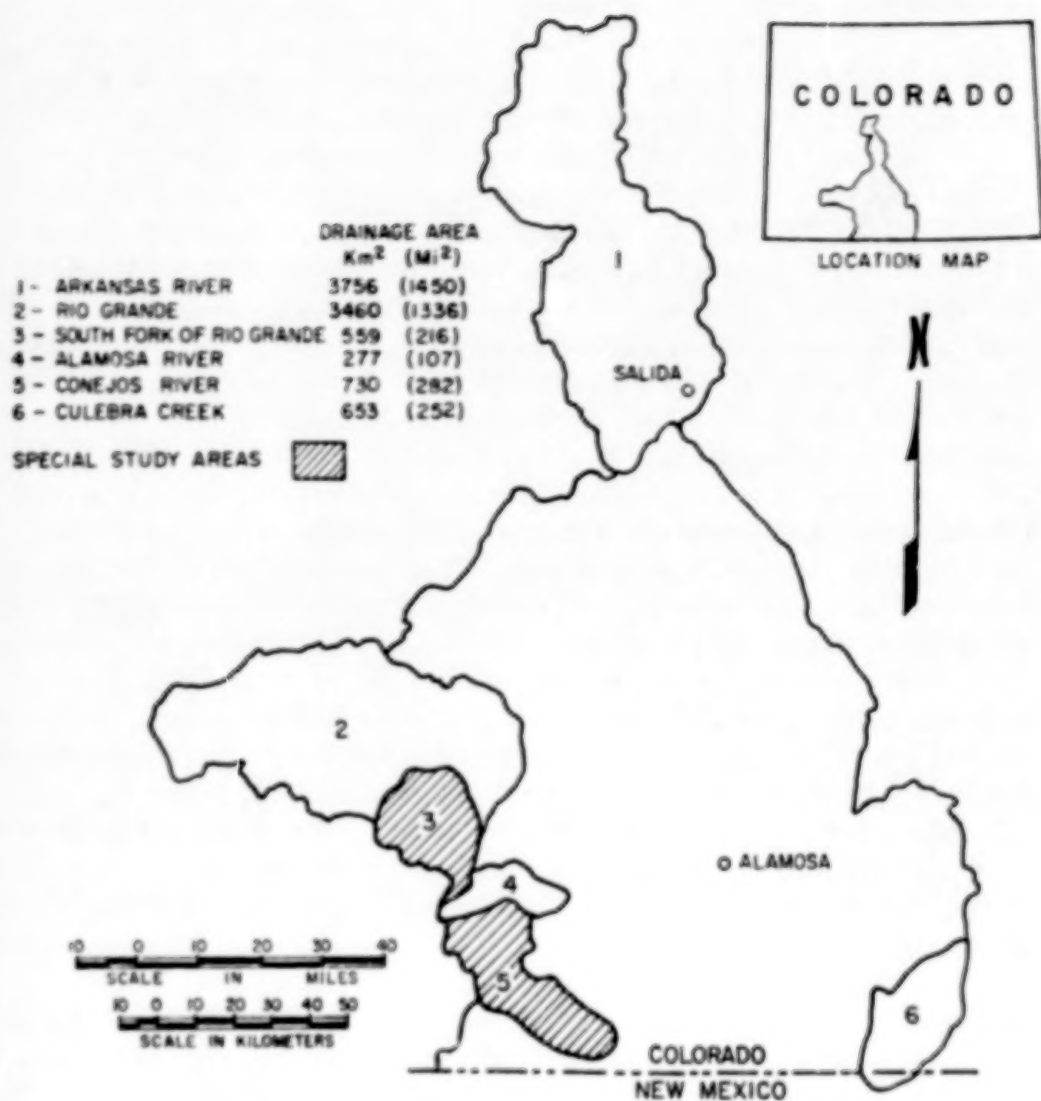 COLORADO
LOCATION MAP
DRAINAGE AREA
Km² (Mi²)
1 - ARKANSAS RIVER 3756 (1450)
2 - RIO GRANDE 3460 (1336)
3 - SOUTH FORK OF RIO GRANDE 559 (216)
4 - ALAMOSA RIVER 277 (107)
5 - CONEJOS RIVER 730 (282)
6 - CULEBRA CREEK 653 (252)
SPECIAL STUDY AREAS
1
SALIDA
N
2
3
4
ALAMOSA
5
6
10 0 10 20 30 40
SCALE IN MILES
10 0 10 20 30 40 50
SCALE IN KILOMETERS
COLORADO
NEW MEXICO